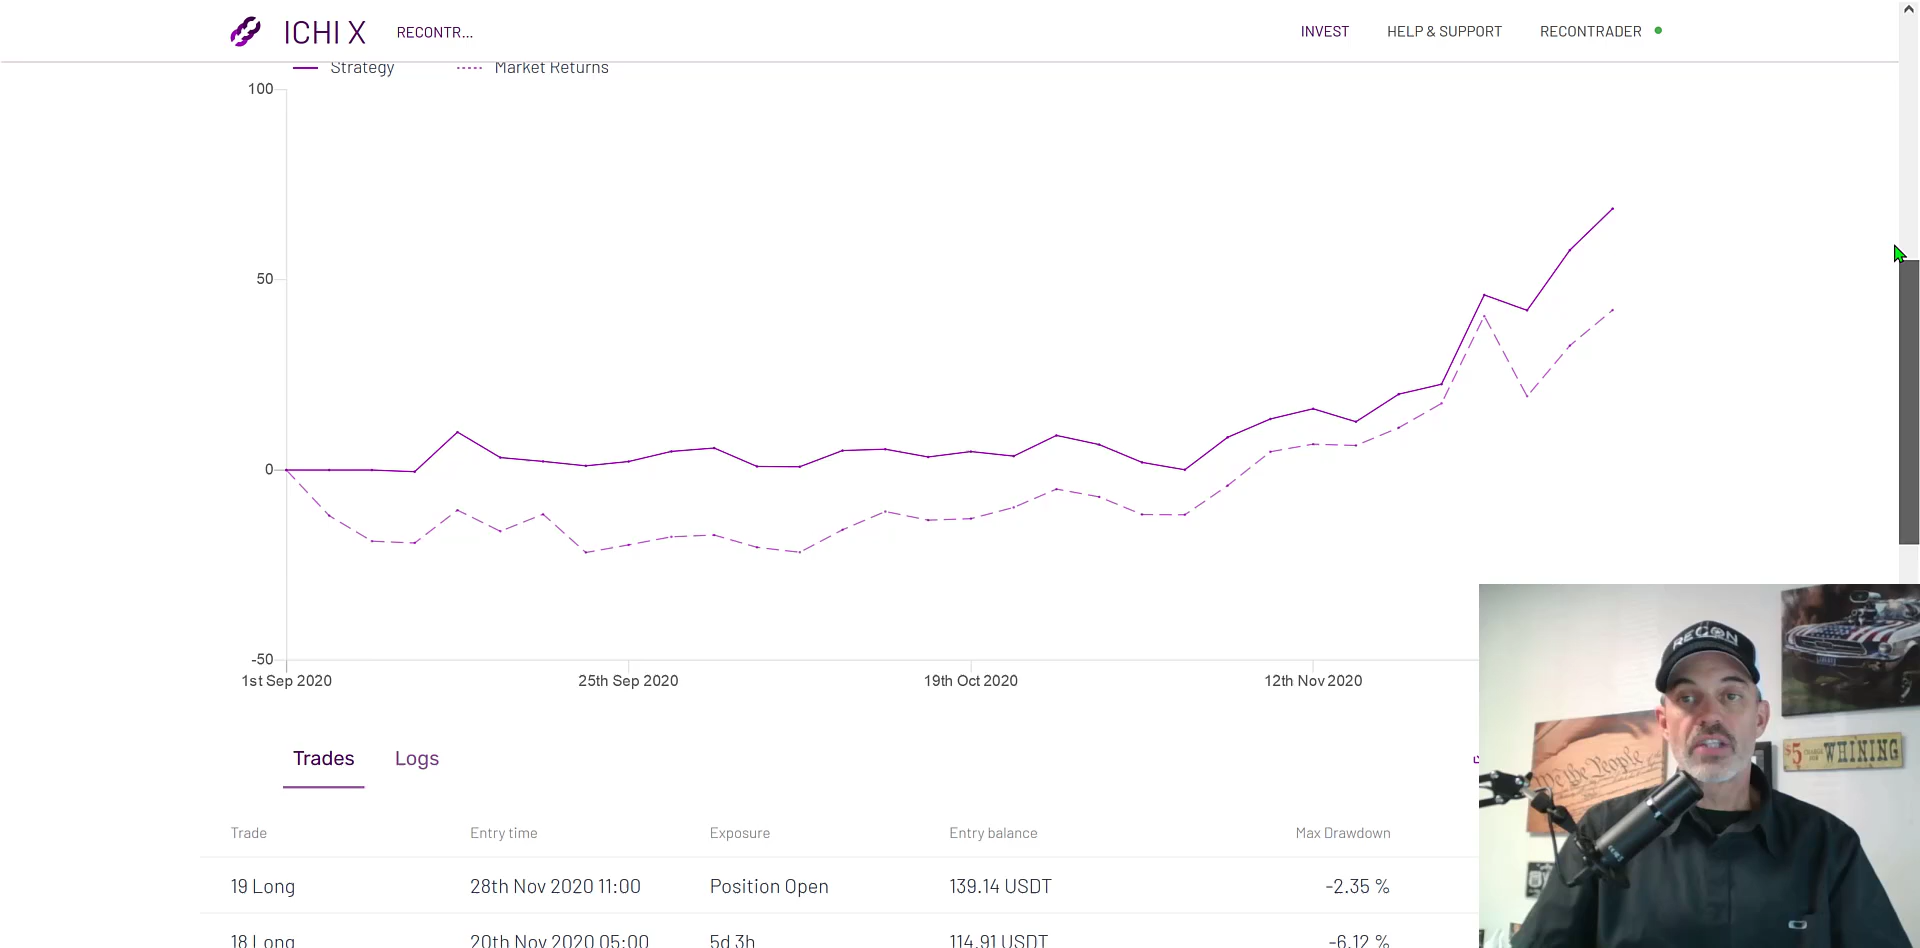 ICHI X
RECONTR...
INVEST
HELP & SUPPORT
RECONTRADER
Strategy
Market Returns
100
50
0
-50
1st Sep 2020
25th Sep 2020
19th Oct 2020
12th Nov 2020
Trades
Logs
Trade Entry time Exposure Entry balance Max Drawdown
19 Long 28th Nov 2020 11:00 Position Open 139.14 USDT -2.35 %
18 Long 20th Nov 2020 05:00 5d 3h 114.91 USDT -6.12 %
RECON
We the People
$5 CHARGE FOR WHINING